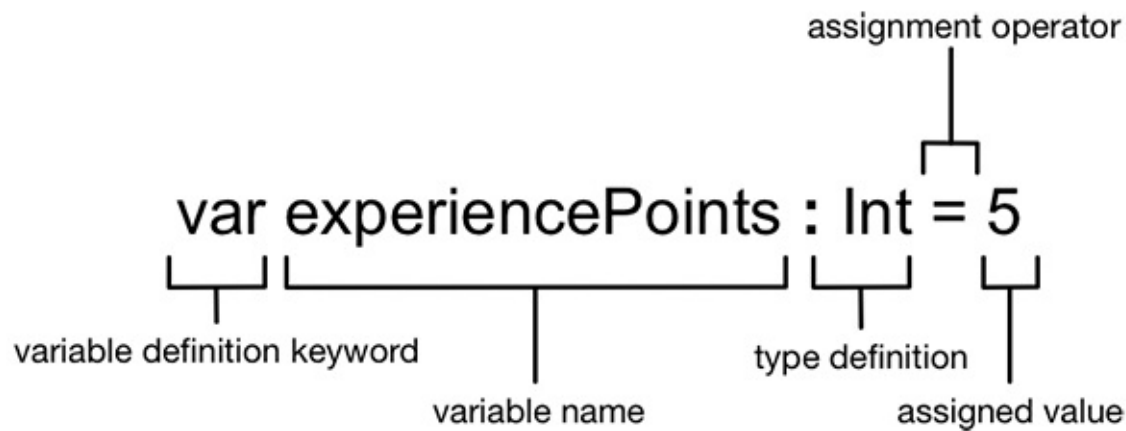 assignment operator
var experiencePoints : Int = 5
variable definition keyword
type definition
variable name
assigned value